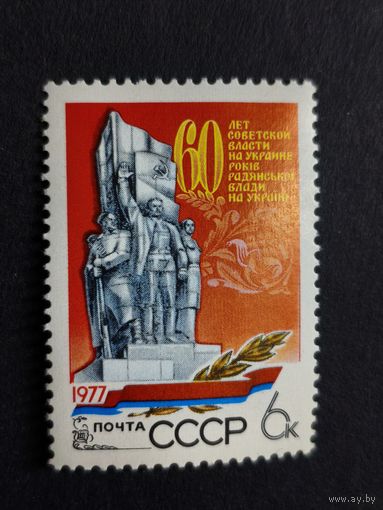 60 ЛЕТ
СОВЕТСКОЙ
ВЛАСТИ
НА УКРАИНЕ
РОКІВ
РАДЯНСЬКОЇ
ВЛАДИ
НА УКРАЇНІ
1977
ПОЧТА СССР 6к
www.ay.by